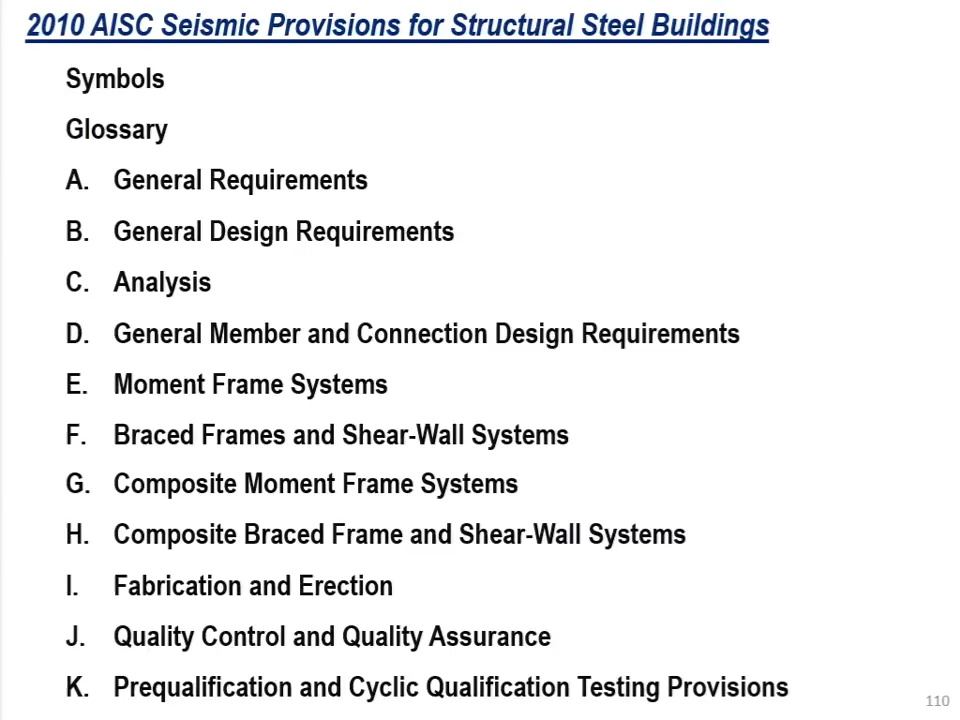 2010 AISC Seismic Provisions for Structural Steel Buildings
Symbols
Glossary
A. General Requirements
B. General Design Requirements
C. Analysis
D. General Member and Connection Design Requirements
E. Moment Frame Systems
F. Braced Frames and Shear-Wall Systems
G. Composite Moment Frame Systems
H. Composite Braced Frame and Shear-Wall Systems
I. Fabrication and Erection
J. Quality Control and Quality Assurance
K. Prequalification and Cyclic Qualification Testing Provisions
110